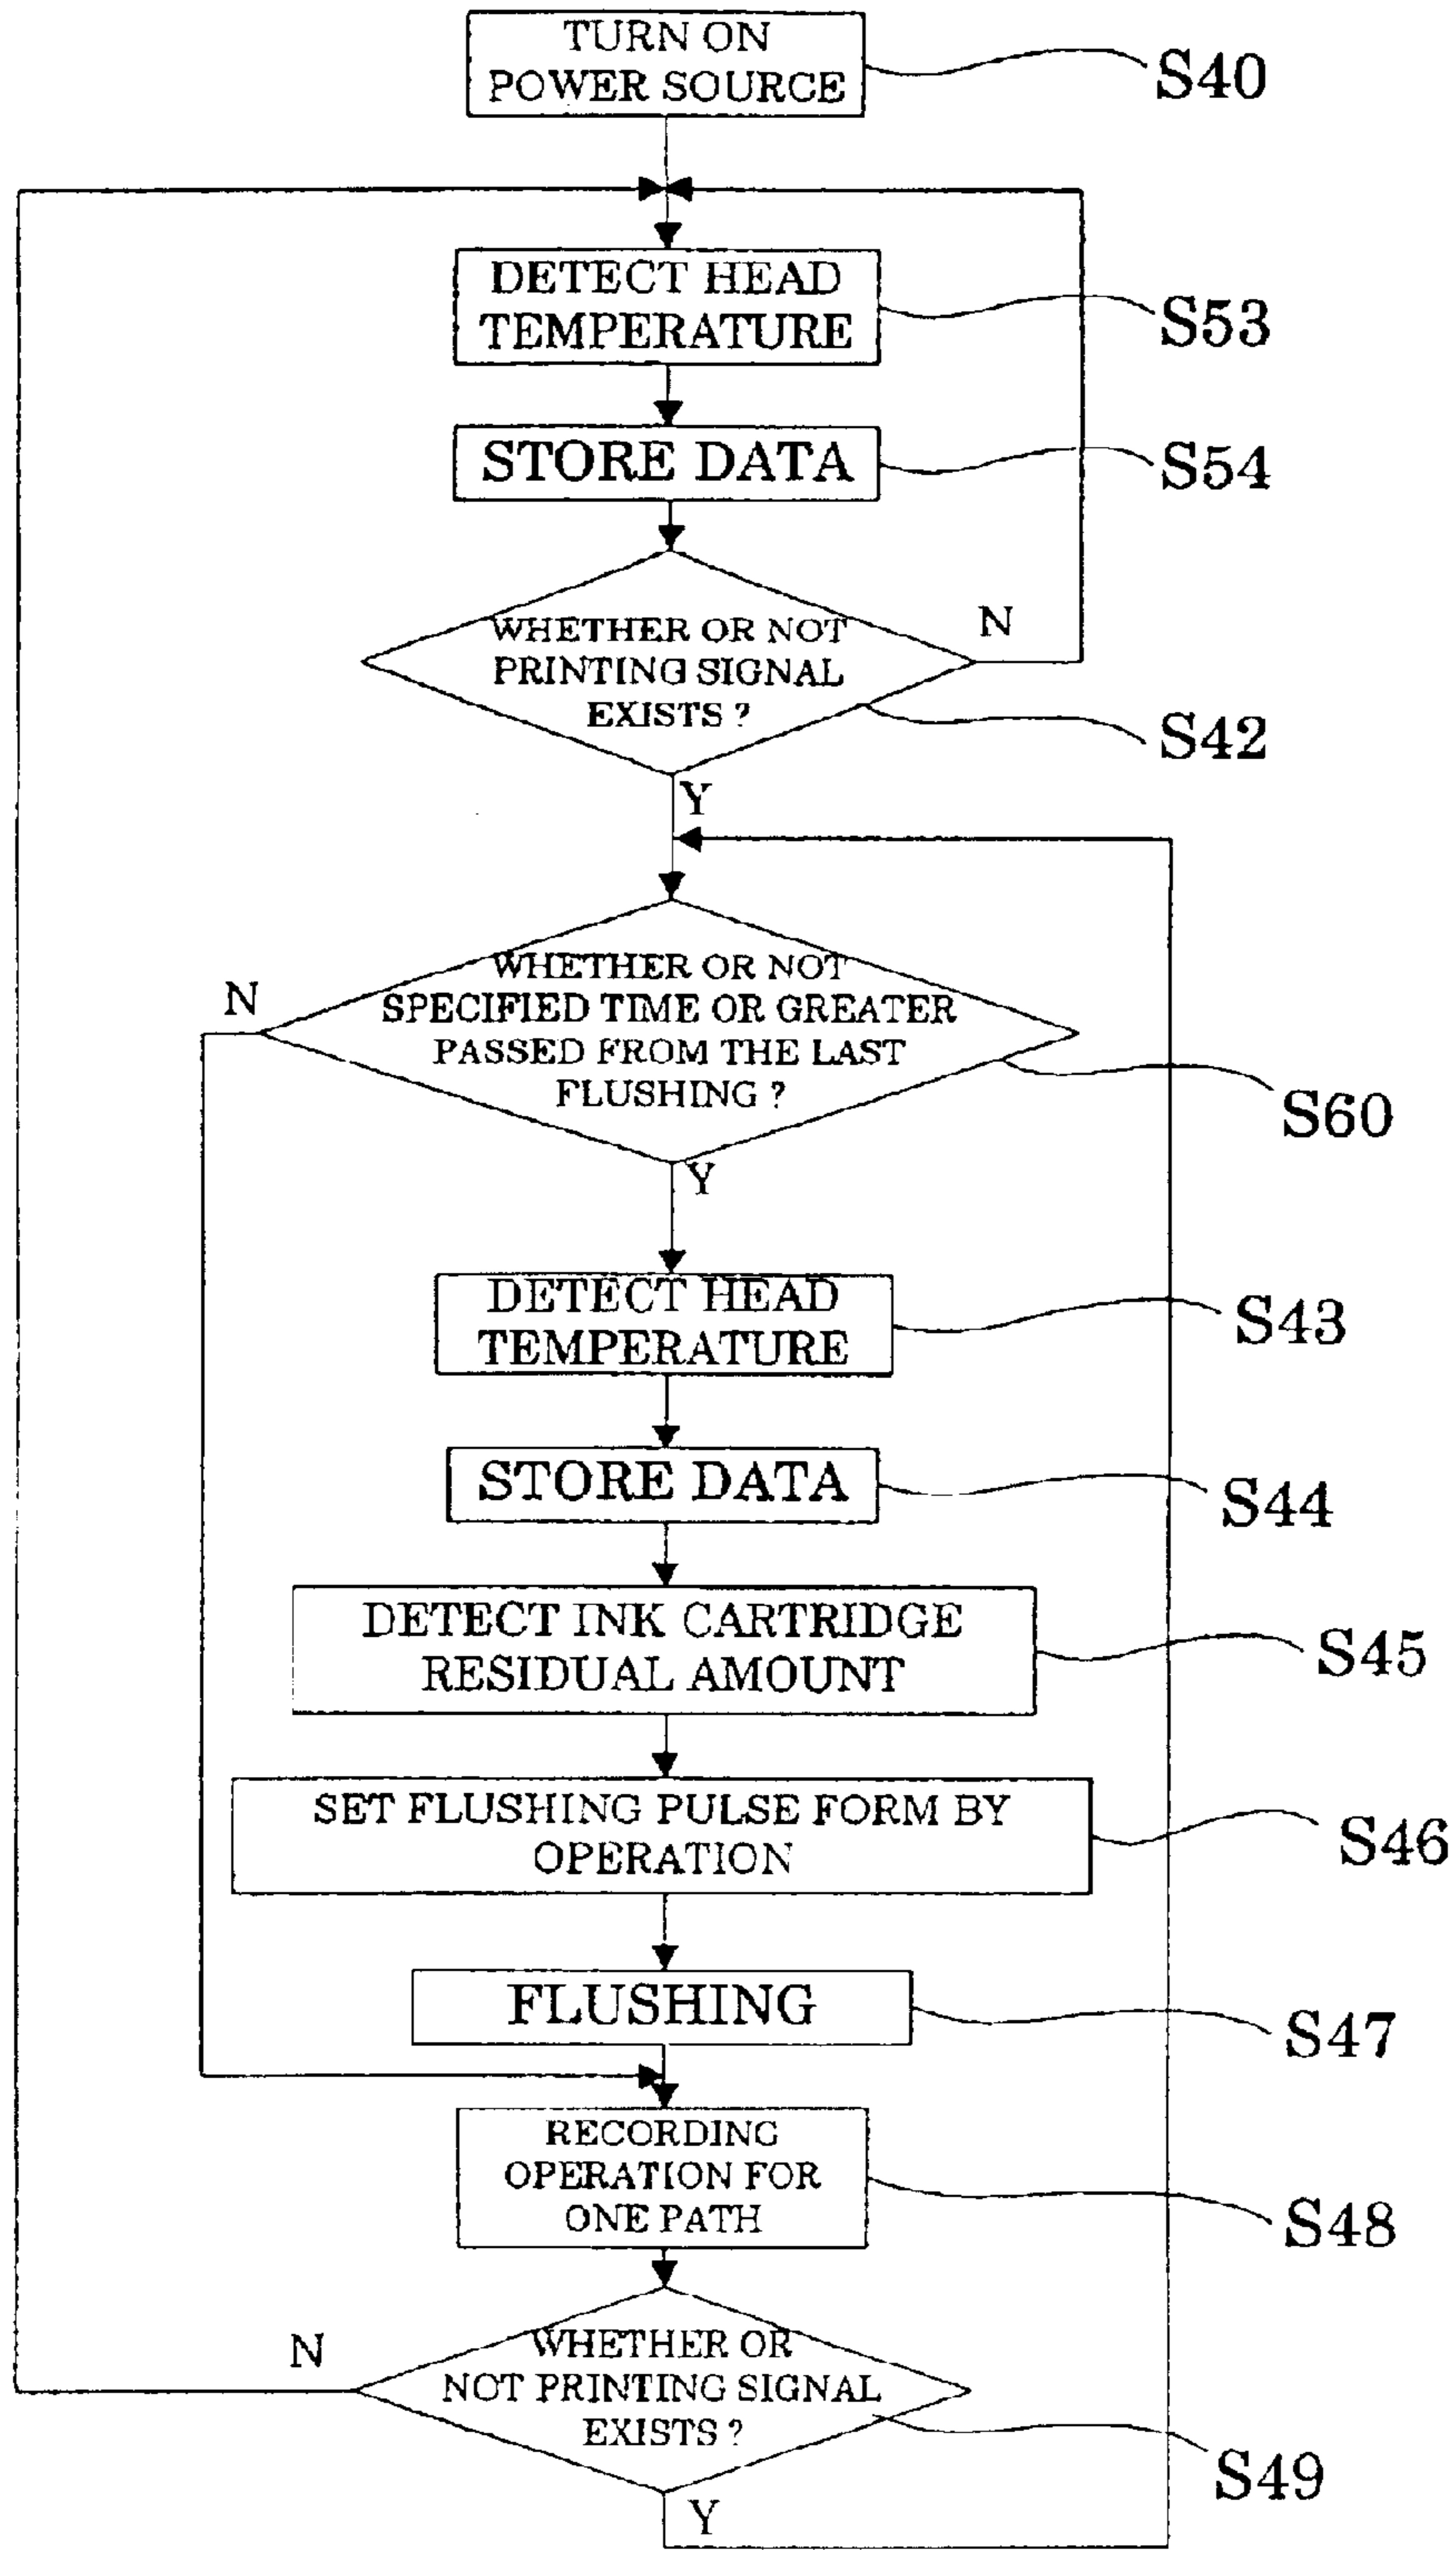 TURN ON
POWER SOURCE
S40
DETECT HEAD
TEMPERATURE
S53
STORE DATA
S54
WHETHER OR NOT
PRINTING SIGNAL
EXISTS ?
N
S42
Y
WHETHER OR NOT
SPECIFIED TIME OR GREATER
PASSED FROM THE LAST
FLUSHING ?
N
S60
Y
DETECT HEAD
TEMPERATURE
S43
STORE DATA
S44
DETECT INK CARTRIDGE
RESIDUAL AMOUNT
S45
SET FLUSHING PULSE FORM BY
OPERATION
S46
FLUSHING
S47
RECORDING
OPERATION FOR
ONE PATH
S48
WHETHER OR
NOT PRINTING SIGNAL
EXISTS ?
N
S49
Y